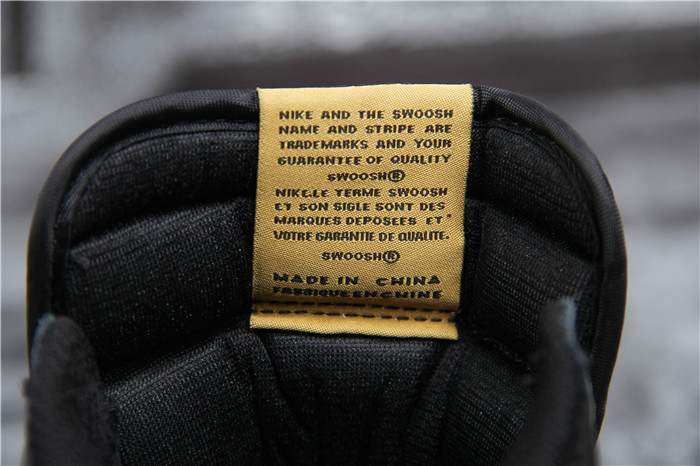 NIKE AND THE SWOOSH
NAME AND STRIPE ARE
TRADEMARKS AND YOUR
GUARANTEE OF QUALITY
SWOOSH®
NIKE.LE TERME SWOOSH
ET SON SIGLE SONT DES
MARQUES DEPOSEES ET"
VOTRE GARANTIE DE QUALITE.
SWOOSH®
MADE IN CHINA
FABRIQUE EN CHINE